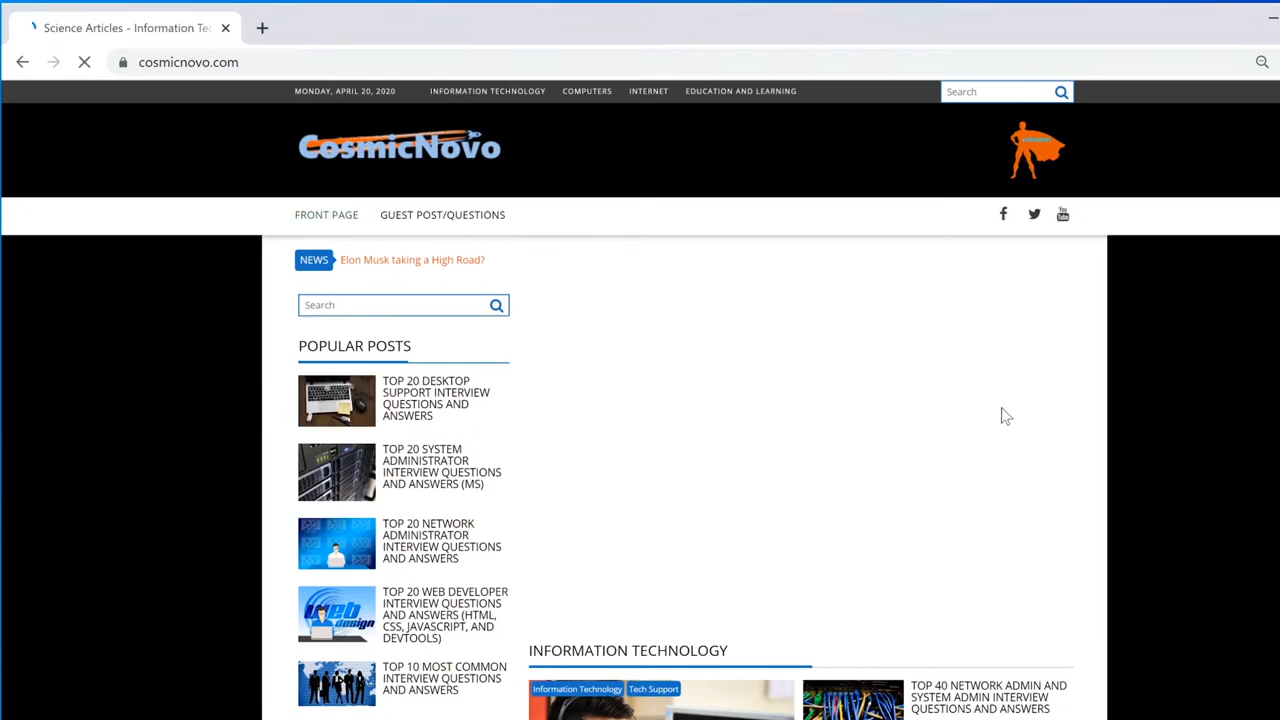 Science Articles - Information Tec
cosmicnovo.com
MONDAY, APRIL 20, 2020
INFORMATION TECHNOLOGY
COMPUTERS
INTERNET
EDUCATION AND LEARNING
Search
CosmicNovo
FRONT PAGE
GUEST POST/QUESTIONS
You
Tube
NEWS
Elon Musk taking a High Road?
Search
POPULAR POSTS
TOP 20 DESKTOP
SUPPORT INTERVIEW
QUESTIONS AND
ANSWERS
TOP 20 SYSTEM
ADMINISTRATOR
INTERVIEW QUESTIONS
AND ANSWERS (MS)
TOP 20 NETWORK
ADMINISTRATOR
INTERVIEW QUESTIONS
AND ANSWERS
web
design
TOP 20 WEB DEVELOPER
INTERVIEW QUESTIONS
AND ANSWERS (HTML,
CSS, JAVASCRIPT, AND
DEVTOOLS)
TOP 10 MOST COMMON
INTERVIEW QUESTIONS
AND ANSWERS
INFORMATION TECHNOLOGY
Information Technology
Tech Support
TOP 40 NETWORK ADMIN AND
SYSTEM ADMIN INTERVIEW
QUESTIONS AND ANSWERS